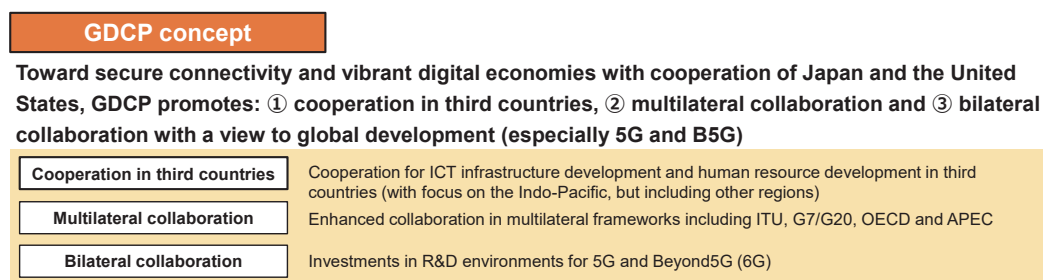 GDCP concept
Toward secure connectivity and vibrant digital economies with cooperation of Japan and the United
States, GDCP promotes: ① cooperation in third countries, ② multilateral collaboration and ③ bilateral
collaboration with a view to global development (especially 5G and B5G)
Cooperation in third countries
Cooperation for ICT infrastructure development and human resource development in third
countries (with focus on the Indo-Pacific, but including other regions)
Multilateral collaboration
Enhanced collaboration in multilateral frameworks including ITU, G7/G20, OECD and APEC
Bilateral collaboration
Investments in R&D environments for 5G and Beyond5G (6G)